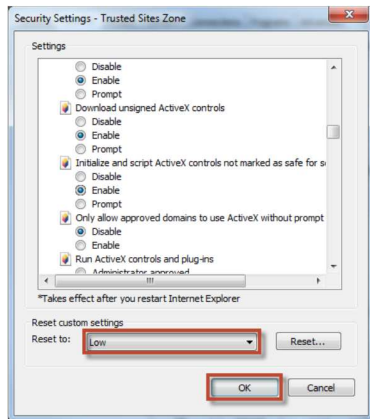 Security Settings - Trusted Sites Zone
Settings
Disable
Enable
Prompt
Download unsigned ActiveX controls
Disable
Enable
Prompt
Initialize and script ActiveX controls not marked as safe for
Disable
Enable
Prompt
Only allow approved domains to use ActiveX without prompt
Disable
Enable
Run ActiveX controls and plug-ins
Administrator approved
*Takes effect after you restart Internet Explorer
Reset custom settings
Reset to: Low Reset...
OK Cancel